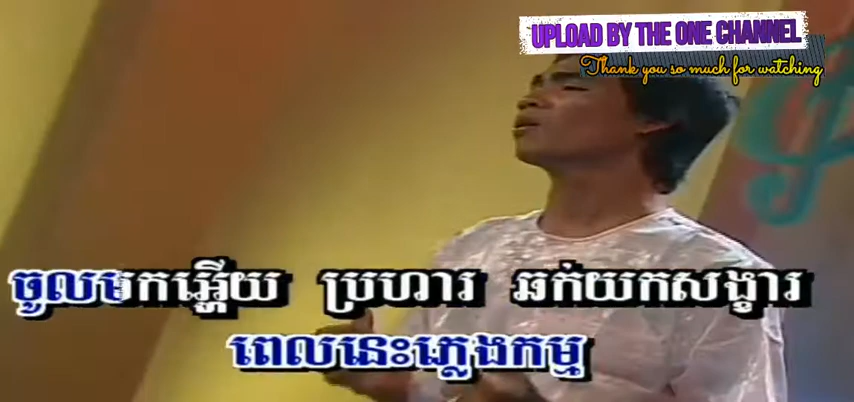 UPLOAD BY THE ONE CHANNEL
Thank you so much for watching
ចូលមកអ្ហើយ ប្រហារ ឆក់យកសង្ខារ
ពេលនេះភ្លេងកម្ម